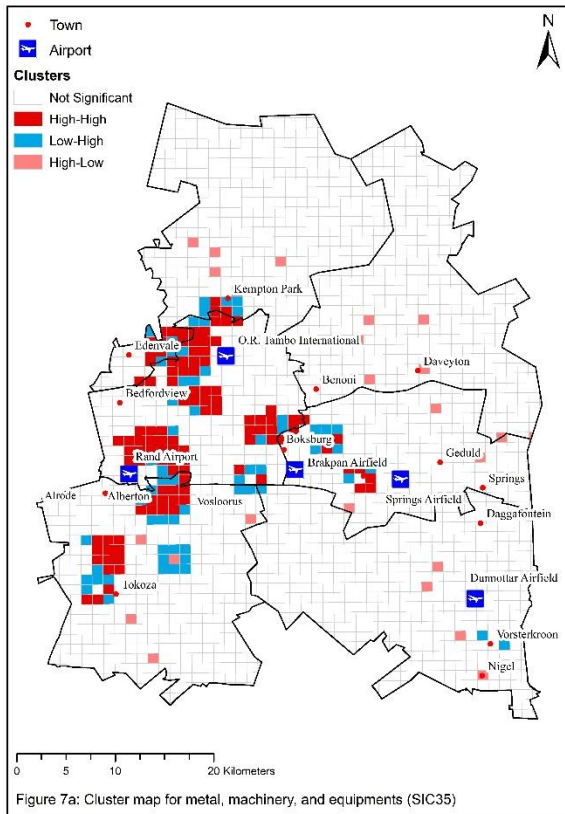 Town
Airport
Clusters
Not Significant
High-High
Low-High
High-Low
N
Kempton Park
Edenvale
O.R. Tambo International
Daveyton
Benoni
Bedfordview
Boksburg
Rand Airport
Brakpan Airfield
Geduld
Springs
Springs Airfield
Alrode
Alberton
Vosloorus
Daggafontein
Tokoza
Dunnottar Airfield
Vorsterkroon
Nigel
0 5 10 20 Kilometers
Figure 7a: Cluster map for metal, machinery, and equipments (SIC35)